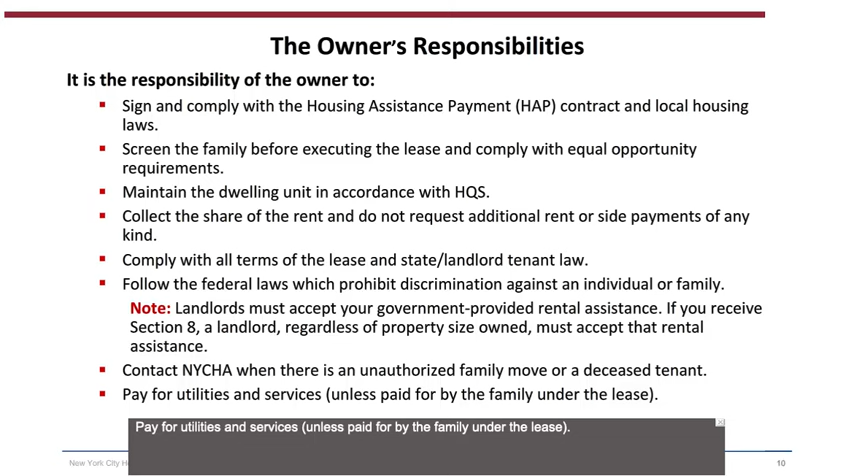 The Owner's Responsibilities
It is the responsibility of the owner to:
Sign and comply with the Housing Assistance Payment (HAP) contract and local housing
laws.
Screen the family before executing the lease and comply with equal opportunity
requirements.
Maintain the dwelling unit in accordance with HQS.
Collect the share of the rent and do not request additional rent or side payments of any
kind.
Comply with all terms of the lease and state/landlord tenant law.
Follow the federal laws which prohibit discrimination against an individual or family.
Note: Landlords must accept your government-provided rental assistance. If you receive
Section 8, a landlord, regardless of property size owned, must accept that rental
assistance.
Contact NYCHA when there is an unauthorized family move or a deceased tenant.
Pay for utilities and services (unless paid for by the family under the lease).
Pay for utilities and services (unless paid for by the family under the lease).
New York City
10